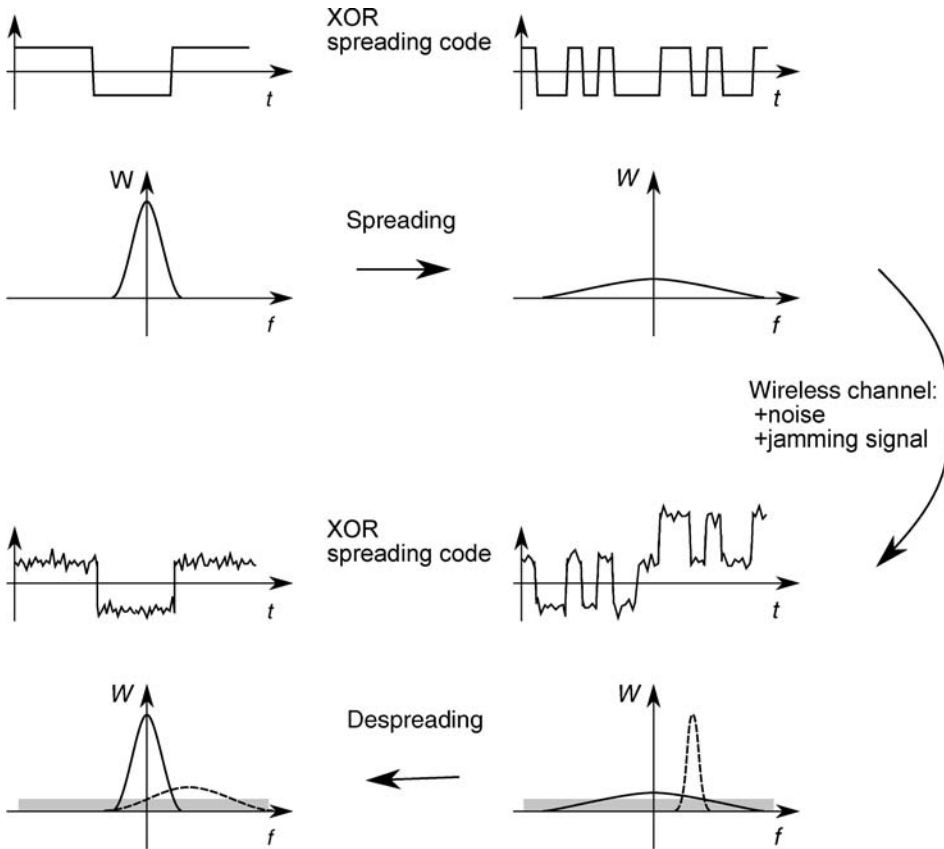 XOR
spreading code
t
t
W
W
Spreading
f
f
Wireless channel:
+noise
+jamming signal
XOR
spreading code
t
t
W
W
Despreading
f
f